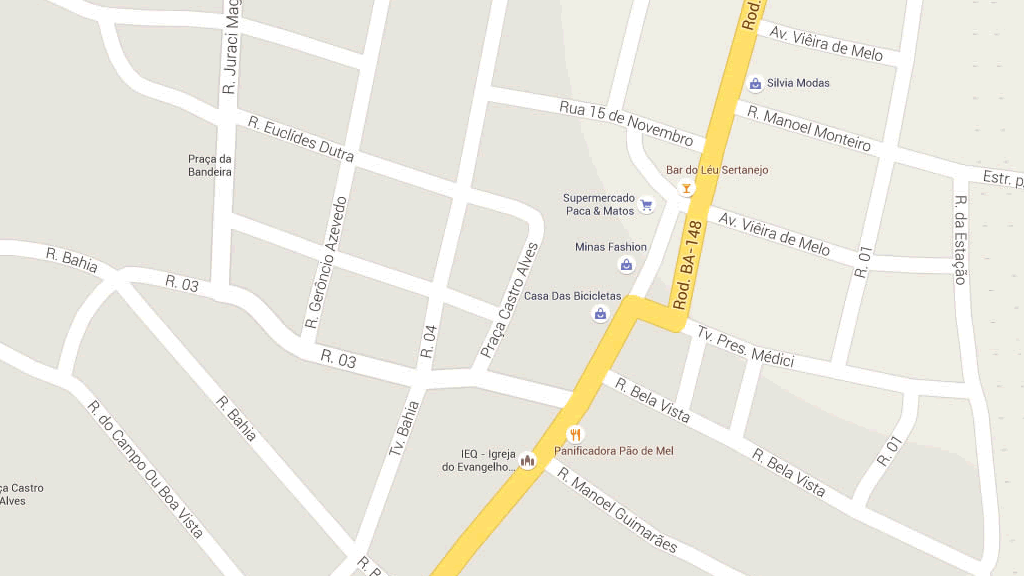 R. Juraci Mag
Rod.
Av. Viêira de Melo
Silvia Modas
Rua 15 de Novembro
R. Manoel Monteiro
R. Euclídes Dutra
Praça da
Bandeira
Bar do Léu Sertanejo
Estr. p
Supermercado
Paca & Matos
R. da Estação
Av. Viêira de Melo
Minas Fashion
Rod. BA-148
R. 01
R. Gerôncio Azevedo
Praça Castro Alves
R. Bahia
R. 03
Casa Das Bicicletas
R. 04
R. 03
Tv. Pres. Médici
R. Bela Vista
R. Bahia
Tv. Bahia
R. do Campo Ou Boa Vista
Panificadora Pão de Mel
IEQ - Igreja
do Evangelho...
R. 01
R. Bela Vista
R. Manoel Guimarães
ça Castro
Alves